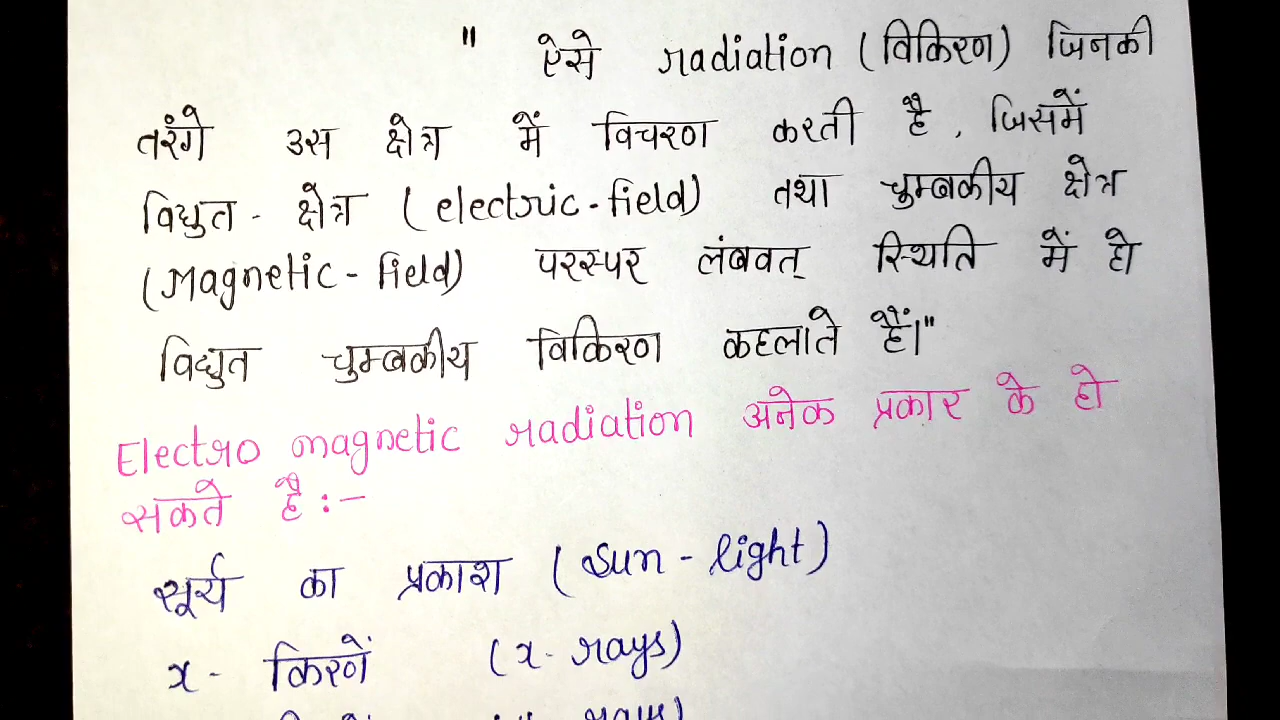 " ऐसे radiation (विकिरण) जिनकी
तरंगे उस क्षेत्र में विचरण करती है, जिसमें
विधुत - क्षेत्र (electric-field) तथा चुम्बकीय क्षेत्र
(Magnetic-field) परस्पर लंबवत् स्थिति में हो
विद्युत चुम्बकीय विकिरण कहलाते हैं।"
Electro magnetic radiation अनेक प्रकार के हो
सकते है :-
सूर्य का प्रकाश (Sun-light)
x- किरणें (x-rays)